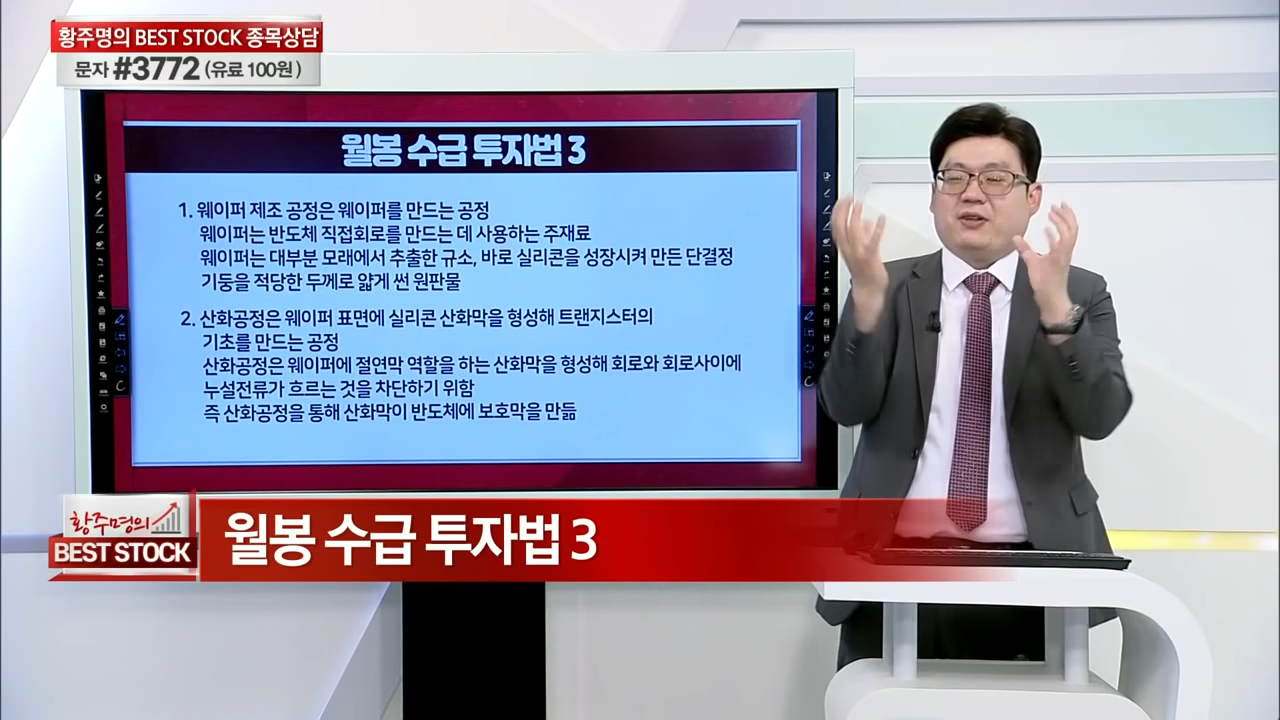 황주명의 BEST STOCK 종목상담
문자 #3772 (유료 100원)
월봉 수급 투자법 3
1. 웨이퍼 제조 공정은 웨이퍼를 만드는 공정
웨이퍼는 반도체 직접회로를 만드는 데 사용하는 주재료
웨이퍼는 대부분 모래에서 추출한 규소, 바로 실리콘을 성장시켜 만든 단결정
기둥을 적당한 두께로 얇게 썬 원판물
2. 산화공정은 웨이퍼 표면에 실리콘 산화막을 형성해 트랜지스터의
기초를 만드는 공정
산화공정은 웨이퍼에 절연막 역할을 하는 산화막을 형성해 회로와 회로사이에
누설전류가 흐르는 것을 차단하기 위함
즉 산화공정을 통해 산화막이 반도체에 보호막을 만듦
황주명의
BEST STOCK
월봉 수급 투자법 3